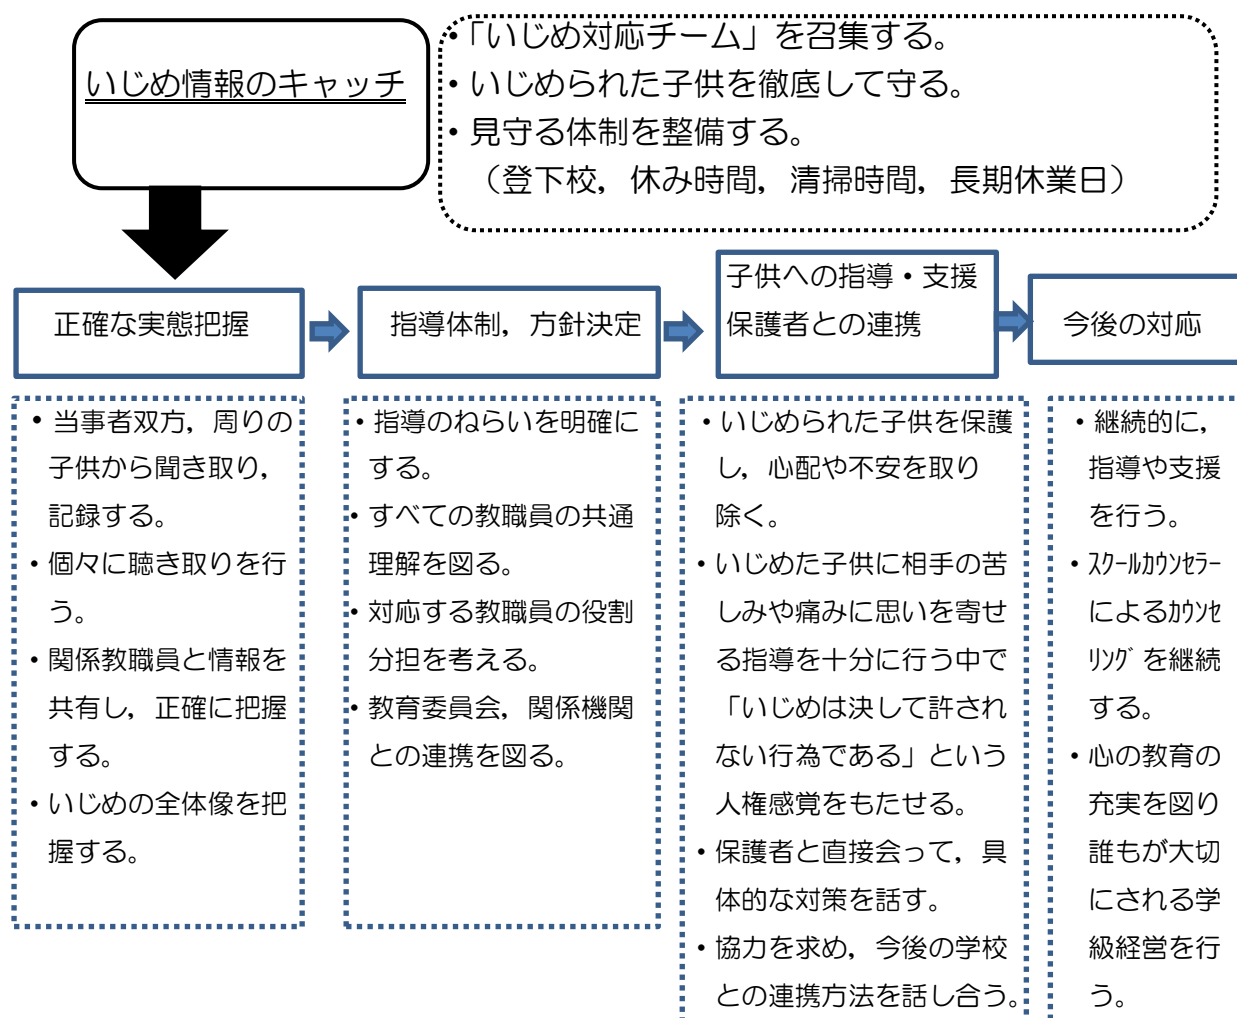 いじめ情報のキャッチ
・「いじめ対応チーム」を召集する。
・いじめられた子供を徹底して守る。
・見守る体制を整備する。
（登下校，休み時間，清掃時間，長期休業日）
正確な実態把握
指導体制，方針決定
子供への指導・支援
保護者との連携
今後の対応
・当事者双方，周りの
子供から聞き取り，
記録する。
・個々に聴き取りを行
う。
・関係教職員と情報を
共有し，正確に把握
する。
・いじめの全体像を把
握する。
・指導のねらいを明確に
する。
・すべての教職員の共通
理解を図る。
・対応する教職員の役割
分担を考える。
・教育委員会，関係機関
との連携を図る。
・いじめられた子供を保護
し，心配や不安を取り
除く。
・いじめた子供に相手の苦
しみや痛みに思いを寄せ
る指導を十分に行う中で
「いじめは決して許され
ない行為である」という
人権感覚をもたせる。
・保護者と直接会って，具
体的な対策を話す。
・協力を求め，今後の学校
との連携方法を話し合う。
・継続的に，
指導や支援
を行う。
・ｽｸｰﾙｶｳﾝｾﾗｰ
によるｶｳﾝｾ
ﾘﾝｸﾞを継続
する。
・心の教育の
充実を図り
誰もが大切
にされる学
級経営を行
う。